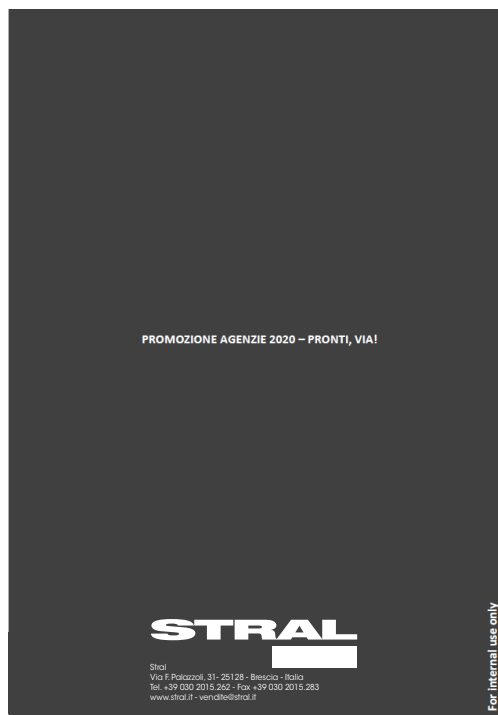 PROMOZIONE AGENZIE 2020 – PRONTI, VIA!
STRAL
Stral
Via F. Palazzoli, 31- 25128 - Brescia - Italia
Tel. +39 030 2015.262 - Fax +39 030 2015.283
www.stral.it - vendite@stral.it
For internal use only